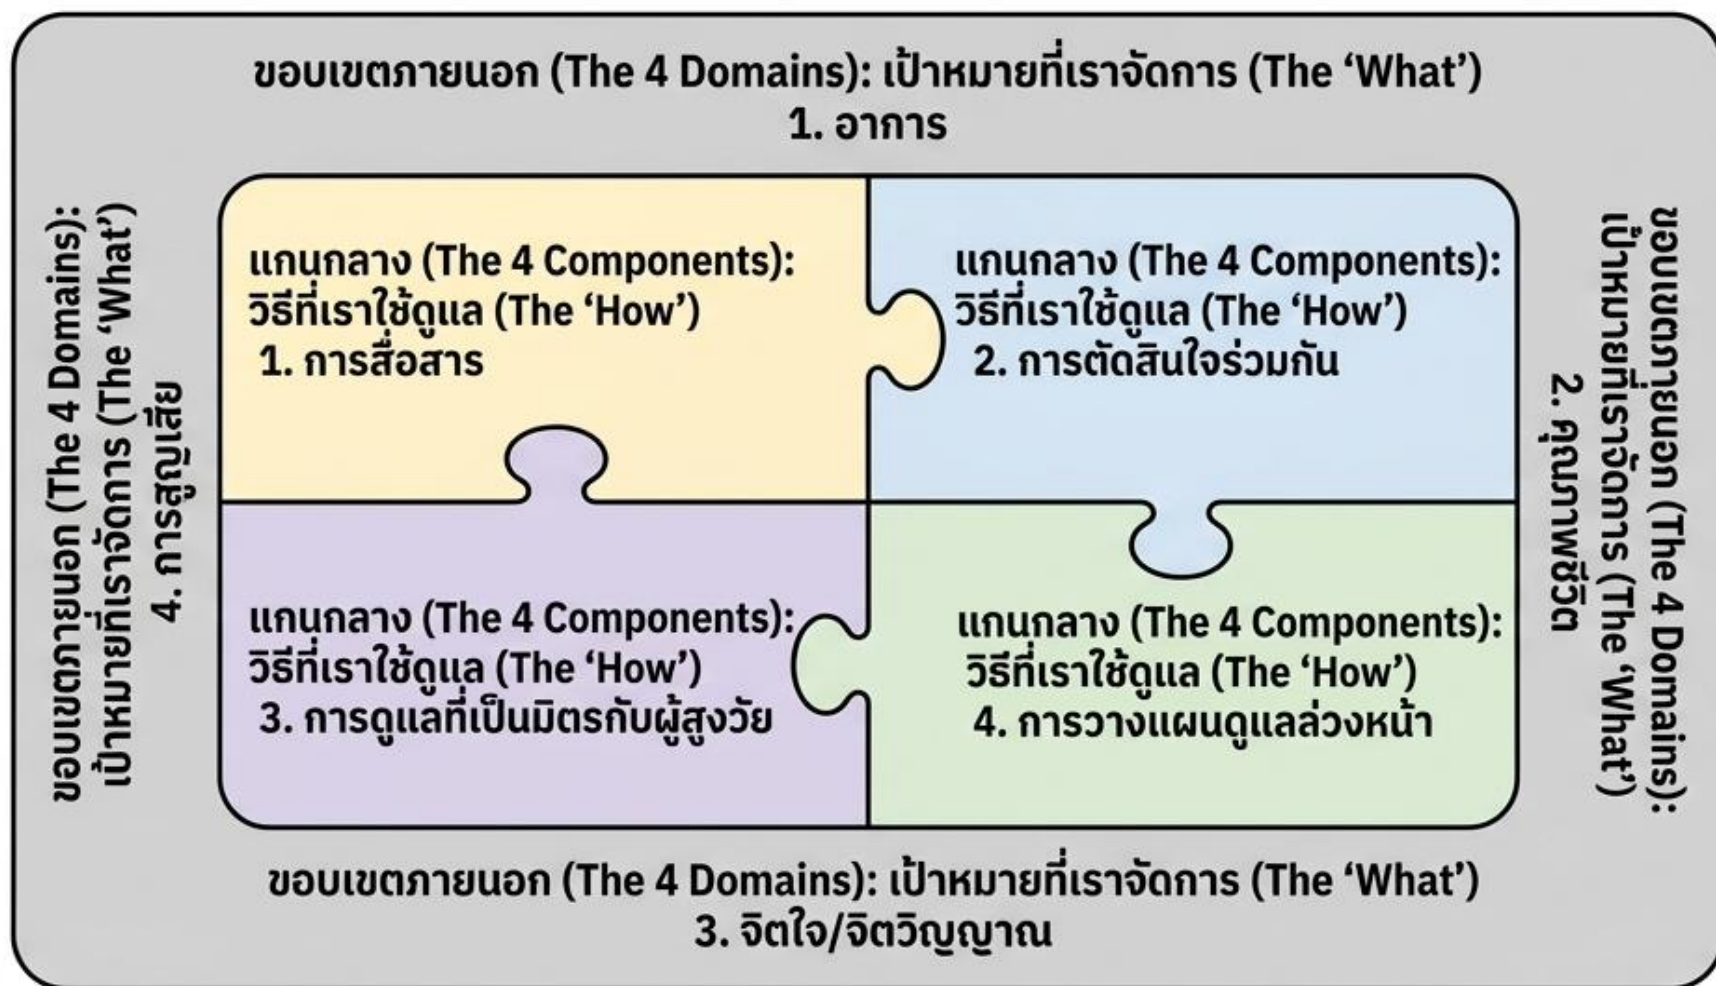 ขอบเขตภายนอก (The 4 Domains): เป้าหมายที่เราจัดการ (The ‘What’)
1. อาการ
แกนกลาง (The 4 Components):
วิธีที่เราใช้ดูแล (The ‘How’)
1. การสื่อสาร
แกนกลาง (The 4 Components):
วิธีที่เราใช้ดูแล (The ‘How’)
2. การตัดสินใจร่วมกัน
ขอบเขตภายนอก (The 4 Domains):
เป้าหมายที่เราจัดการ (The ‘What’)
2. คุณภาพชีวิต
แกนกลาง (The 4 Components):
วิธีที่เราใช้ดูแล (The ‘How’)
3. การดูแลที่เป็นมิตรกับผู้สูงวัย
แกนกลาง (The 4 Components):
วิธีที่เราใช้ดูแล (The ‘How’)
4. การวางแผนดูแลล่วงหน้า
ขอบเขตภายนอก (The 4 Domains): เป้าหมายที่เราจัดการ (The ‘What’)
3. จิตใจ/จิตวิญญาณ
ขอบเขตภายนอก (The 4 Domains):
เป้าหมายที่เราจัดการ (The ‘What’)
4. การสูญเสีย